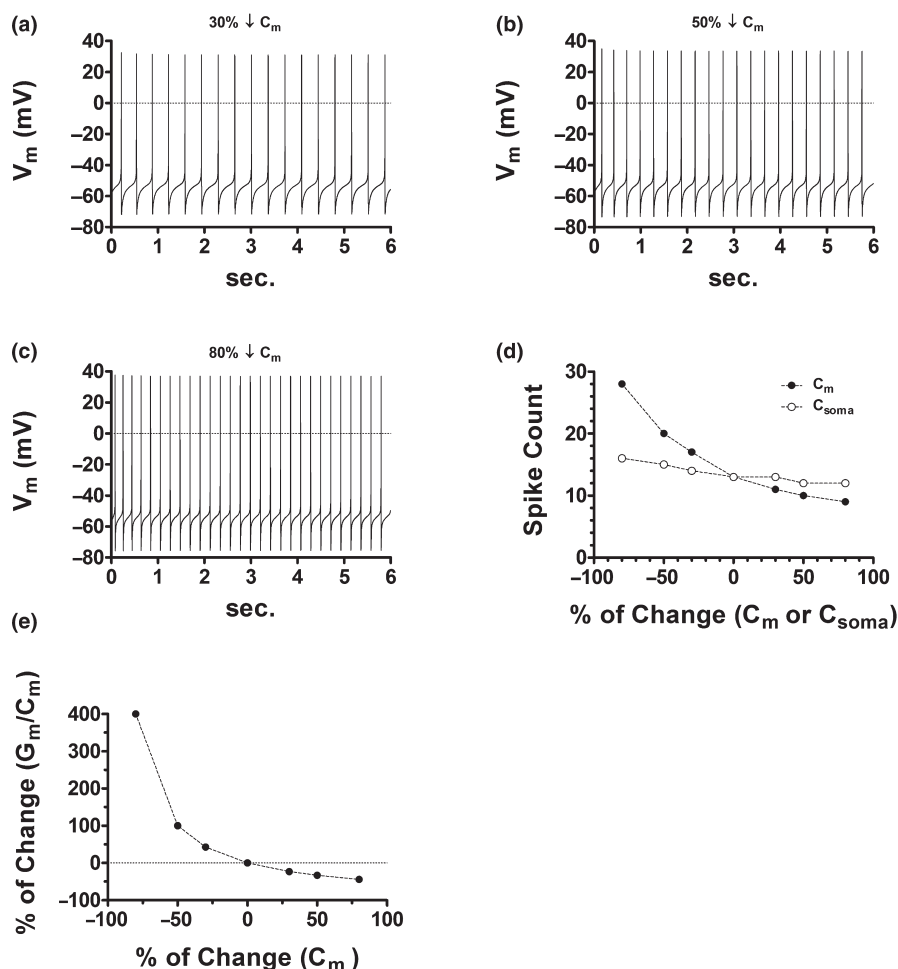 (a)
30% ↓ Cm
Vm (mV)
40
20
0
–20
–40
–60
–80
0 1 2 3 4 5 6
sec.
(b)
50% ↓ Cm
Vm (mV)
40
20
0
–20
–40
–60
–80
0 1 2 3 4 5 6
sec.
(c)
80% ↓ Cm
Vm (mV)
40
20
0
–20
–40
–60
–80
0 1 2 3 4 5 6
sec.
(d)
Spike Count
30
20
10
0
Cm
Csoma
–100 –50 0 50 100
% of Change (Cm or Csoma)
(e)
% of Change (Gm/Cm)
400
300
200
100
0
–100
–100 –50 0 50 100
% of Change (Cm )